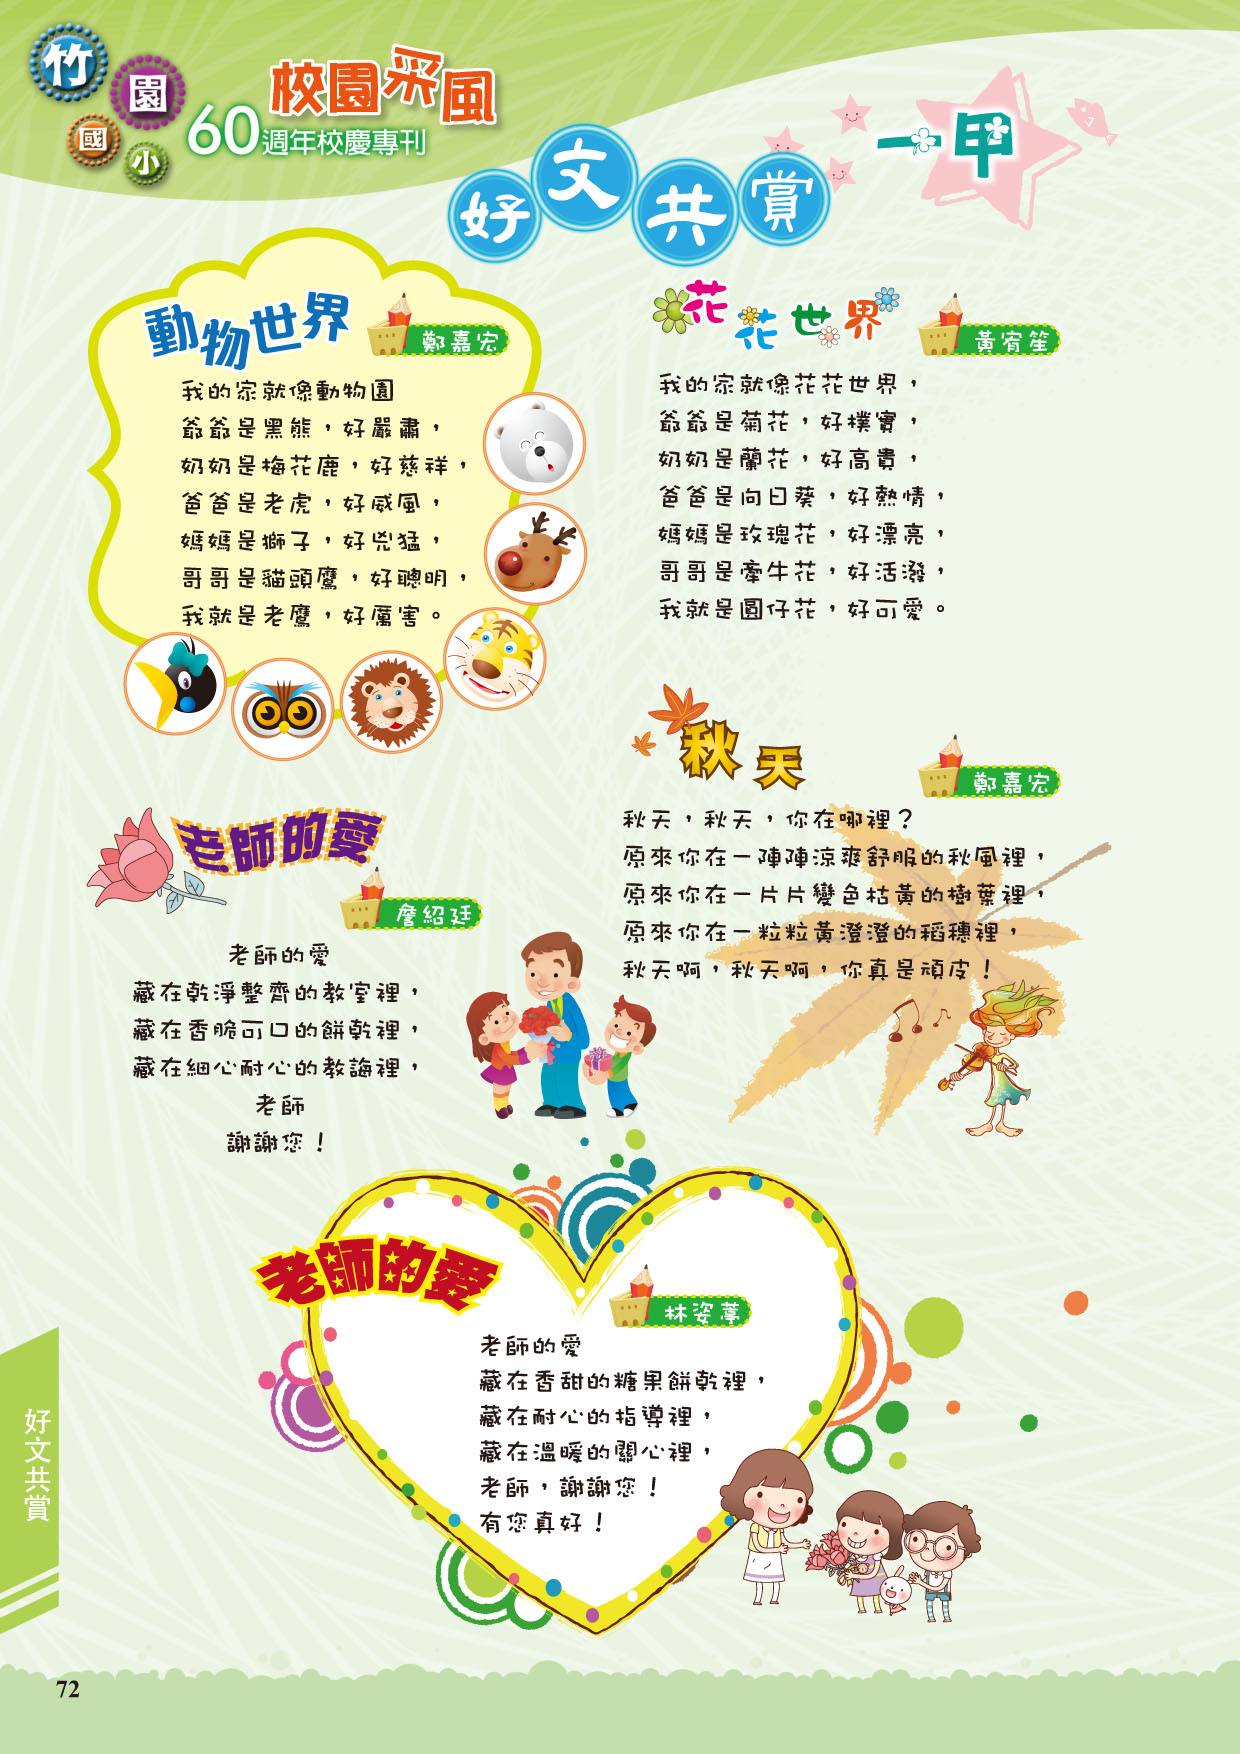 竹園國小
校園采風
60週年校慶專刊
好文共賞
一甲
動物世界
鄭嘉宏
我的家就像動物園
爺爺是黑熊，好嚴肅，
奶奶是梅花鹿，好慈祥，
爸爸是老虎，好威風，
媽媽是獅子，好兇猛，
哥哥是貓頭鷹，好聰明，
我就是老鷹，好厲害。
花花世界
黃宥笙
我的家就像花花世界，
爺爺是菊花，好樸實，
奶奶是蘭花，好高貴，
爸爸是向日葵，好熱情，
媽媽是玫瑰花，好漂亮，
哥哥是牽牛花，好活潑，
我就是圓仔花，好可愛。
秋天
鄭嘉宏
秋天，秋天，你在哪裡？
原來你在一陣陣涼爽舒服的秋風裡，
原來你在一片片變色枯黃的樹葉裡，
原來你在一粒粒黃澄澄的稻穗裡，
秋天啊，秋天啊，你真是頑皮！
老師的愛
詹紹廷
老師的愛
藏在乾淨整齊的教室裡，
藏在香脆可口的餅乾裡，
藏在細心耐心的教誨裡，
老師
謝謝您！
老師的愛
林姿葶
老師的愛
藏在香甜的糖果餅乾裡，
藏在耐心的指導裡，
藏在溫暖的關心裡，
老師，謝謝您！
有您真好！
好文共賞
72